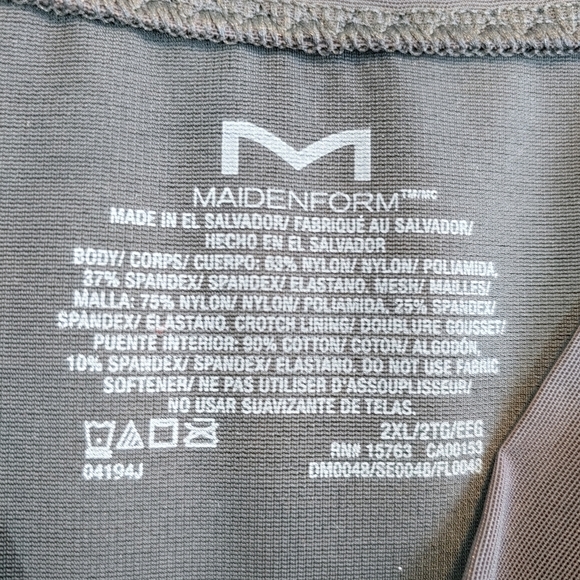 M
MAIDENFORM™/MC
MADE IN EL SALVADOR/ FABRIQUÉ AU SALVADOR/
HECHO EN EL SALVADOR
BODY/ CORPS/ CUERPO: 63% NYLON/ NYLON/ POLIAMIDA,
37% SPANDEX/ SPANDEX/ ELASTANO. MESH/ MAILLES/
MALLA: 75% NYLON/ NYLON/ POLIAMIDA, 25% SPANDEX/
SPANDEX/ ELASTANO. CROTCH LINING/ DOUBLURE GOUSSET/
PUENTE INTERIOR: 90% COTTON/ COTON/ ALGODÓN,
10% SPANDEX/ SPANDEX/ ELASTANO. DO NOT USE FABRIC
SOFTENER/ NE PAS UTILISER D'ASSOUPLISSEUR/
NO USAR SUAVIZANTE DE TELAS.
2XL/2TG/EEG
RN# 15763 CA00153
04194J DM0048/SE0048/FL0048